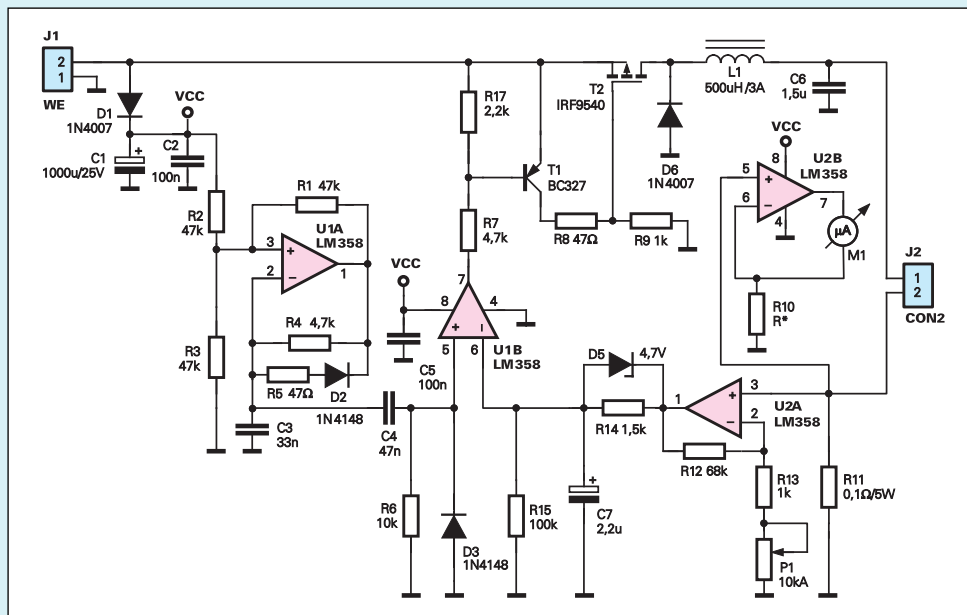 J1
2
1
WE
D1
1N4007
C1
1000u/25V
+
VCC
C2
100n
R2
47k
R3
47k
R1 47k
U1A
LM358
3
+
2
−
1
R4 4,7k
R5 47Ω
D2
1N4148
C3
33n
C4
47n
R17
2,2k
R7
4,7k
T1
BC327
R8 47Ω
R9 1k
T2
IRF9540
D6
1N4007
L1
500uH/3A
C6
1,5u
VCC
8
5
+
6
−
7
4
U2B
LM358
µA
M1
R10
R*
J2
1
2
CON2
VCC
C5
100n
7
8
4
+
−
5
6
U1B
LM358
R6
10k
D3
1N4148
R15
100k
D5
4,7V
R14 1,5k
+
C7
2,2u
1
3
+
2
−
U2A
LM358
R12 68k
R13
1k
P1
10kA
R11
0,1Ω/5W